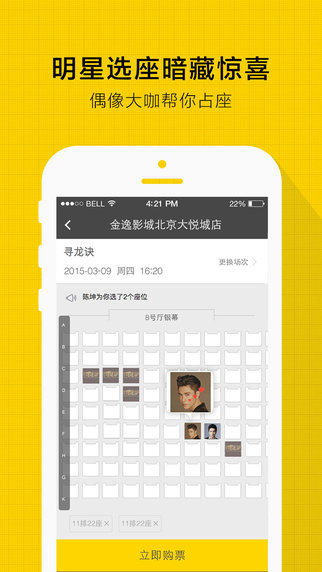 明星选座暗藏惊喜
偶像大咖帮你占座
BELL 4:21 PM 22%
金逸影城北京大悦城店
寻龙诀
2015-03-09 周四 16:20
更换场次
陈坤为你选了2个座位
8号厅银幕
A
C
C
D
D
E
F
G
G
K
11排22座×
11排22座×
立即购票